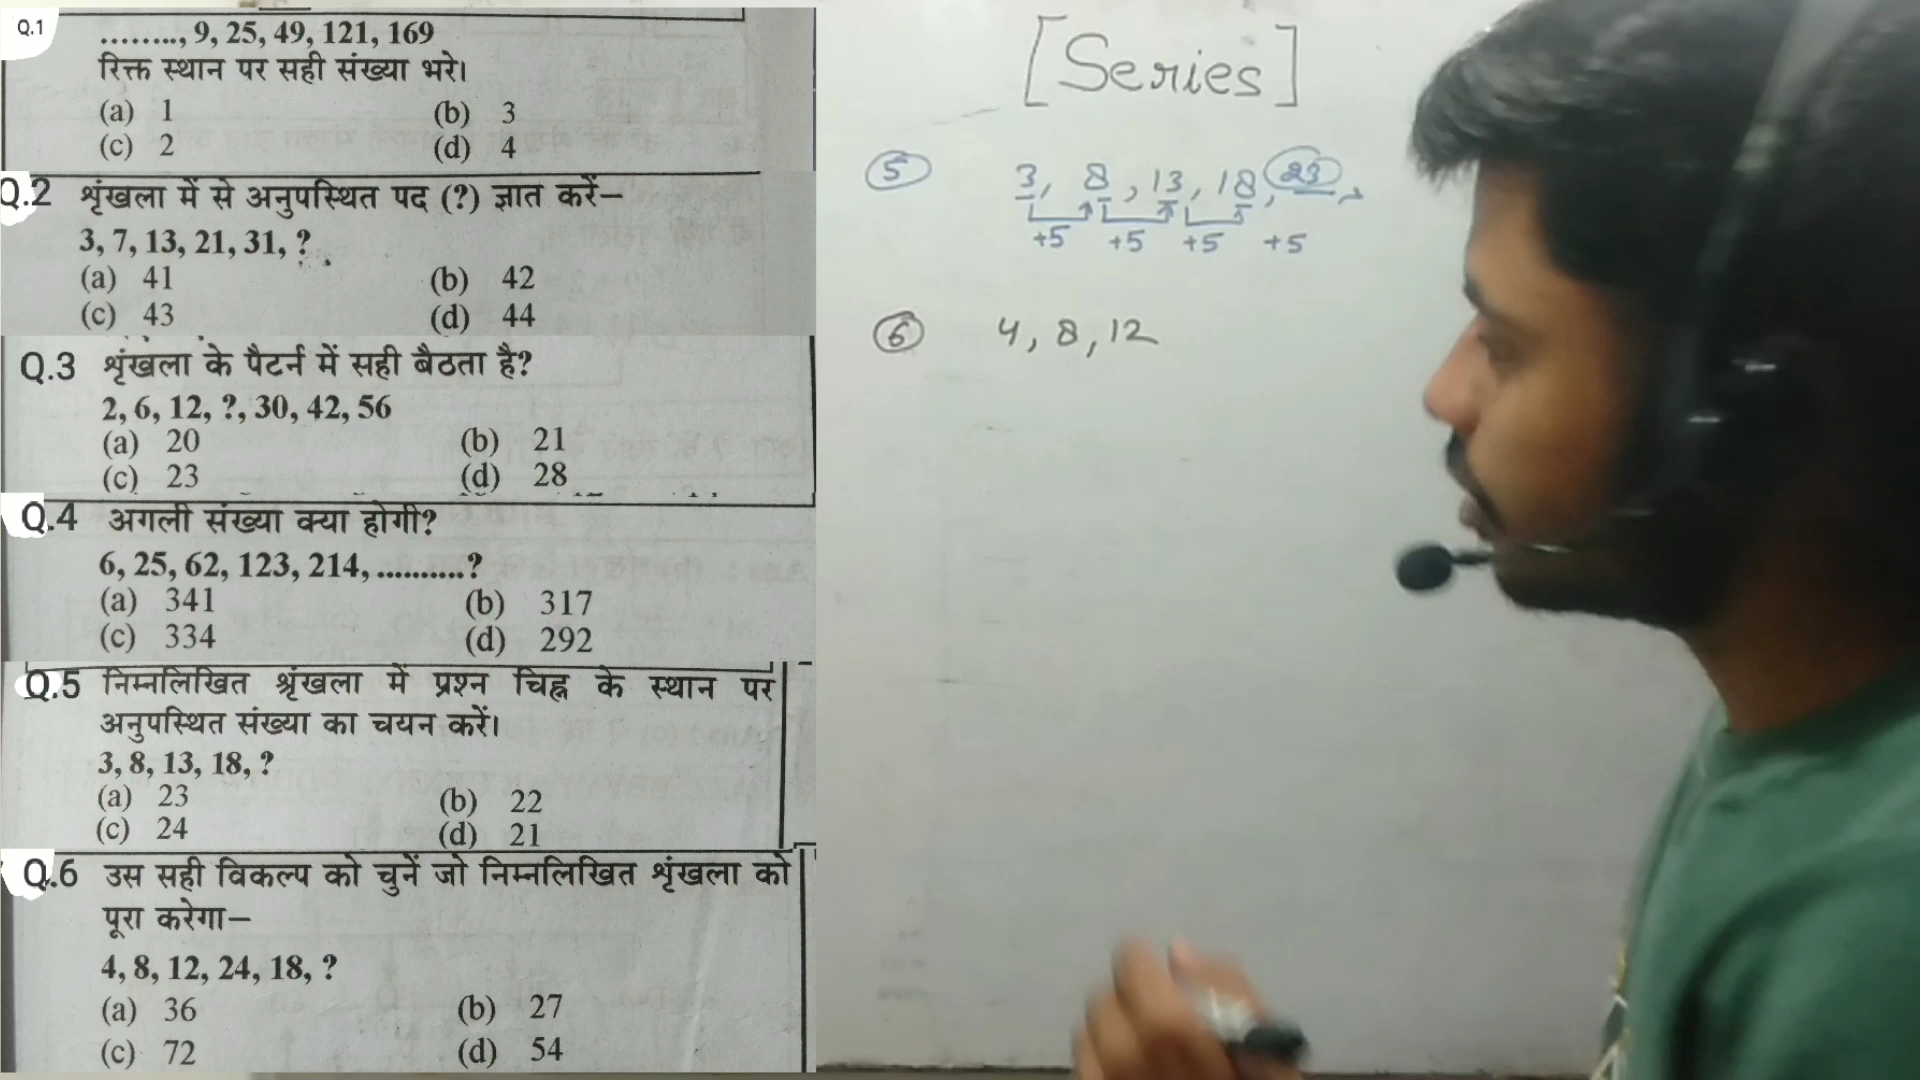 Q.1
........, 9, 25, 49, 121, 169
रिक्त स्थान पर सही संख्या भरे।
(a) 1 (b) 3
(c) 2 (d) 4
Q.2 शृंखला में से अनुपस्थित पद (?) ज्ञात करें–
3, 7, 13, 21, 31, ?
(a) 41 (b) 42
(c) 43 (d) 44
Q.3 शृंखला के पैटर्न में सही बैठता है?
2, 6, 12, ?, 30, 42, 56
(a) 20 (b) 21
(c) 23 (d) 28
Q.4 अगली संख्या क्या होगी?
6, 25, 62, 123, 214, ..........?
(a) 341 (b) 317
(c) 334 (d) 292
Q.5 निम्नलिखित श्रृंखला में प्रश्न चिह्न के स्थान पर
अनुपस्थित संख्या का चयन करें।
3, 8, 13, 18, ?
(a) 23 (b) 22
(c) 24 (d) 21
Q.6 उस सही विकल्प को चुनें जो निम्नलिखित शृंखला को
पूरा करेगा–
4, 8, 12, 24, 18, ?
(a) 36 (b) 27
(c) 72 (d) 54
[Series]
5 3, 8, 13, 18, 23,
+5 +5 +5 +5
6 4, 8, 12